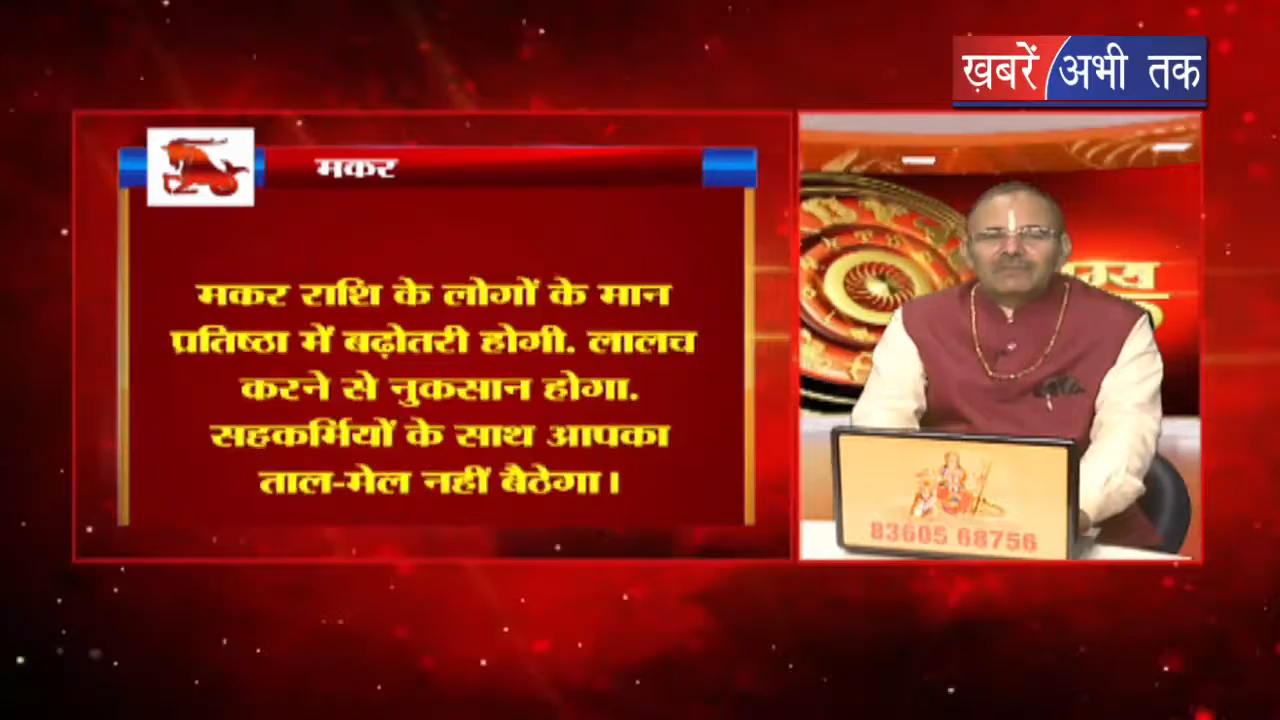 ख़बरें अभी तक
मकर
मकर राशि के लोगों के मान
प्रतिष्ठा में बढ़ोतरी होगी. लालच
करने से नुकसान होगा.
सहकर्मियों के साथ आपका
ताल-मेल नहीं बैठेगा।
83605 68756